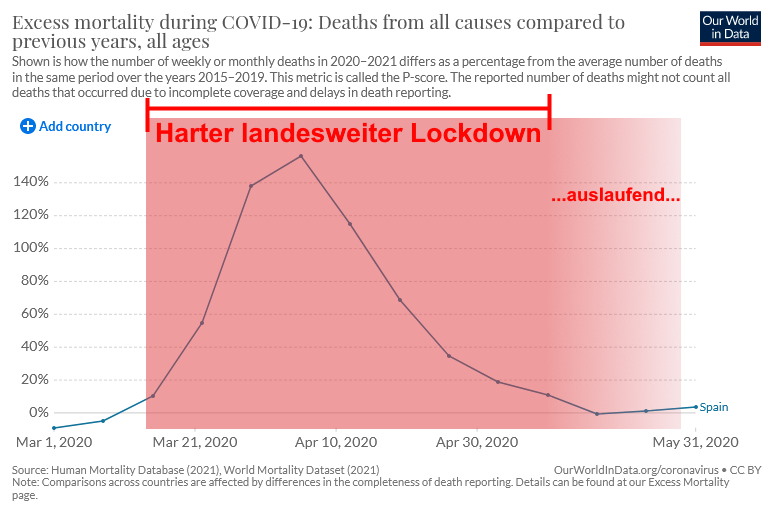 Excess mortality during COVID-19: Deaths from all causes compared to
previous years, all ages
Our World
in Data
Shown is how the number of weekly or monthly deaths in 2020–2021 differs as a percentage from the average number of deaths
in the same period over the years 2015–2019. This metric is called the P-score. The reported number of deaths might not count all
deaths that occurred due to incomplete coverage and delays in death reporting.
Add country
Harter landesweiter Lockdown
...auslaufend...
140%
120%
100%
80%
60%
40%
20%
0%
Spain
Mar 1, 2020
Mar 21, 2020
Apr 10, 2020
Apr 30, 2020
May 31, 2020
Source: Human Mortality Database (2021), World Mortality Dataset (2021)
OurWorldInData.org/coronavirus • CC BY
Note: Comparisons across countries are affected by differences in the completeness of death reporting. Details can be found at our Excess Mortality
page.